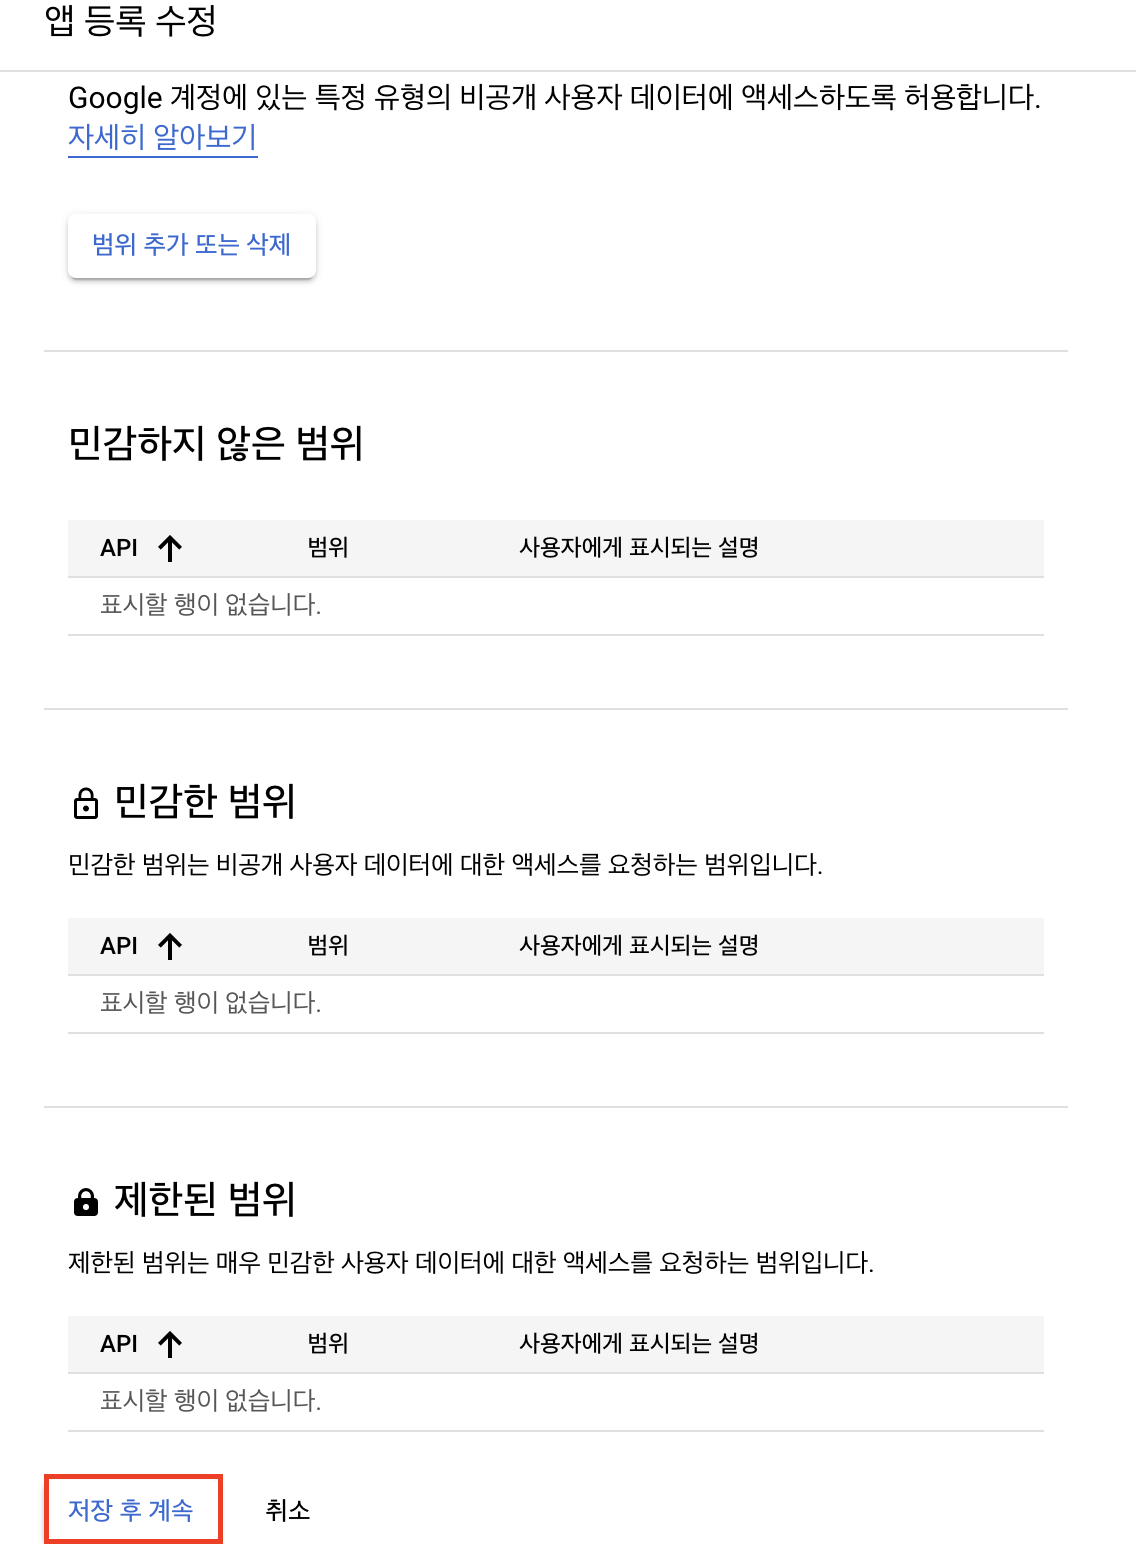 앱 등록 수정
Google 계정에 있는 특정 유형의 비공개 사용자 데이터에 액세스하도록 허용합니다.
자세히 알아보기
범위 추가 또는 삭제
민감하지 않은 범위
API 범위 사용자에게 표시되는 설명
표시할 행이 없습니다.
민감한 범위
민감한 범위는 비공개 사용자 데이터에 대한 액세스를 요청하는 범위입니다.
API 범위 사용자에게 표시되는 설명
표시할 행이 없습니다.
제한된 범위
제한된 범위는 매우 민감한 사용자 데이터에 대한 액세스를 요청하는 범위입니다.
API 범위 사용자에게 표시되는 설명
표시할 행이 없습니다.
저장 후 계속 취소